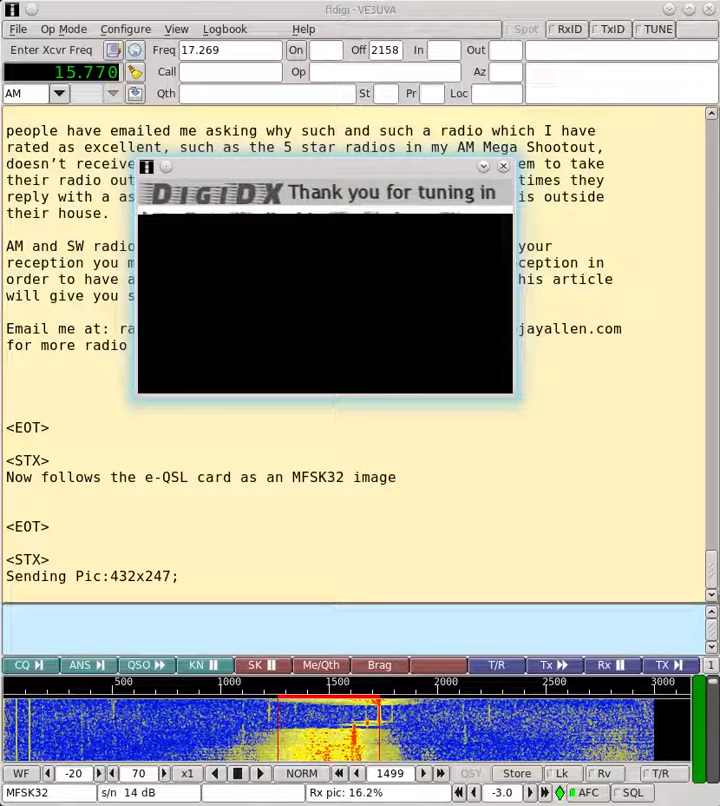 fldigi - VE3UVA
File Op Mode Configure View Logbook Help Spot RxID TxID TUNE
Enter Xcvr Freq Freq 17.269 On Off 2158 In Out
15.770 Call Op Az
AM Qth St Pr Loc
people have emailed me asking why such and such a radio which I have
rated as excellent, such as the 5 star radios in my AM Mega Shootout,
doesn’t receive em to take
their radio out times they
reply with a as is outside
their house.
AM and SW radio your
reception you m ception in
order to have a his article
will give you s
Email me at: ra jayallen.com
for more radio
DIGIDX Thank you for tuning in
<EOT>
<STX>
Now follows the e-QSL card as an MFSK32 image
<EOT>
<STX>
Sending Pic:432x247;
CQ ANS QSO KN SK Me/Qth Brag T/R Tx Rx TX 1
500 1000 1500 2000 2500 3000
WF -20 70 x1 NORM 1499 QSY Store Lk Rv T/R
MFSK32 s/n 14 dB Rx pic: 16.2% -3.0 AFC SQL